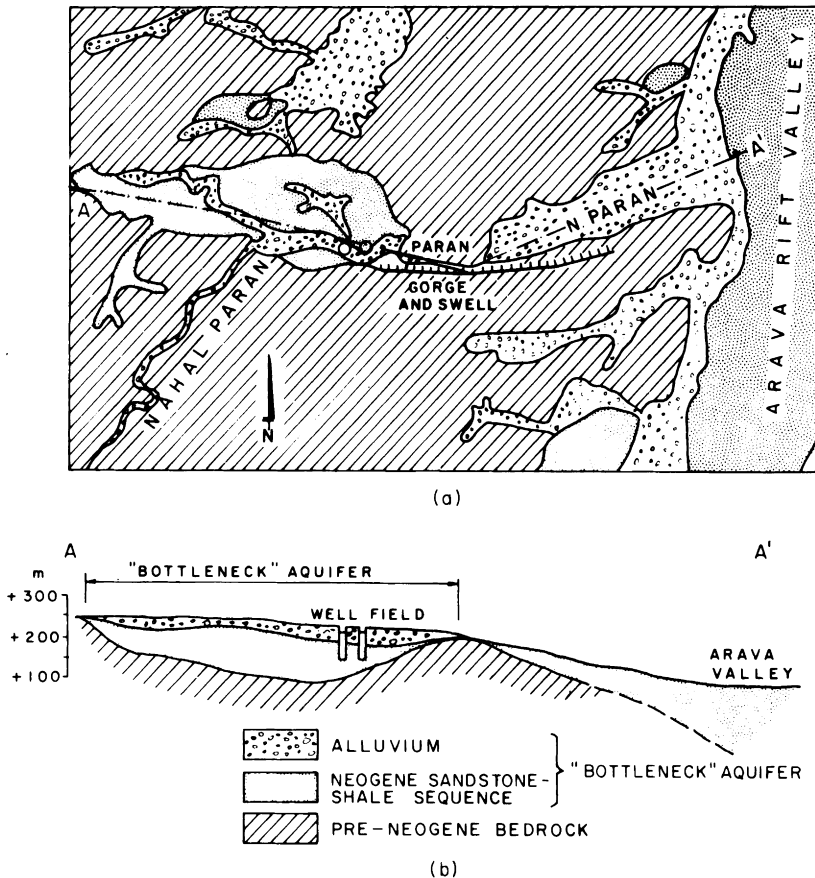 A
A'
N PARAN
PARAN
GORGE
AND SWELL
NAHAL PARAN
N
ARAVA RIFT VALLEY
(a)
A
A'
"BOTTLENECK" AQUIFER
m
+300
+200
+100
WELL FIELD
ARAVA
VALLEY
ALLUVIUM
NEOGENE SANDSTONE-
SHALE SEQUENCE
"BOTTLENECK" AQUIFER
PRE-NEOGENE BEDROCK
(b)